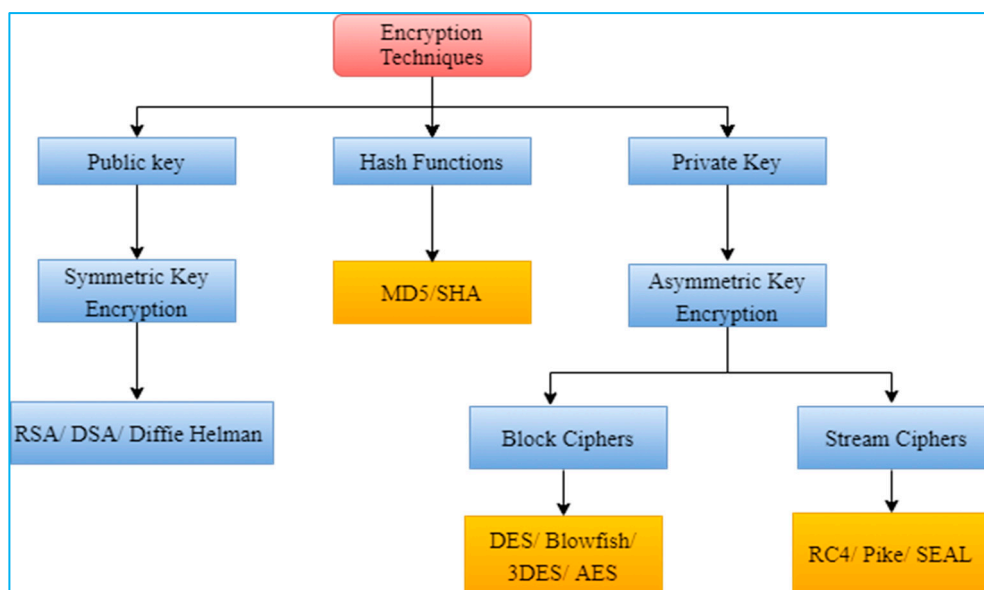 Encryption
Techniques
Public key
Hash Functions
Private Key
Symmetric Key
Encryption
MD5/SHA
Asymmetric Key
Encryption
RSA/ DSA/ Diffie Helman
Block Ciphers
Stream Ciphers
DES/ Blowfish/
3DES/ AES
RC4/ Pike/ SEAL